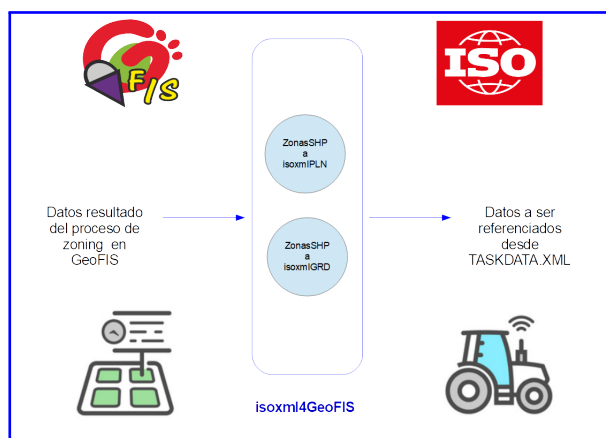 F/S
ISO
ZonasSHP
a
isoxmlPLN
Datos resultado
del proceso de
zoning en
GeoFIS
ZonasSHP
a
isoxmlGRD
Datos a ser
referenciados
desde
TASKDATA.XML
isoxml4GeoFIS